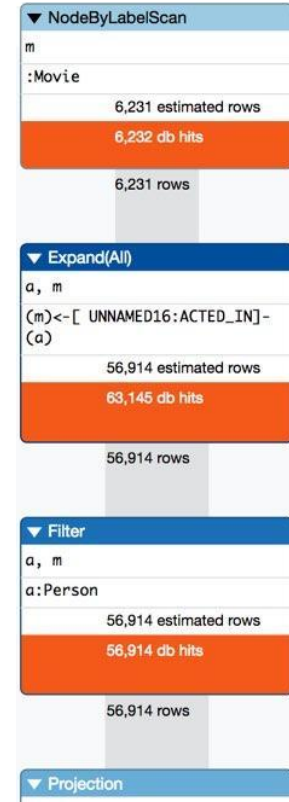 ▼ NodeByLabelScan
m
:Movie
6,231 estimated rows
6,232 db hits
6,231 rows
▼ Expand(All)
a, m
(m)<-[ UNNAMED16:ACTED_IN]-
(a)
56,914 estimated rows
63,145 db hits
56,914 rows
▼ Filter
a, m
a:Person
56,914 estimated rows
56,914 db hits
56,914 rows
▼ Projection